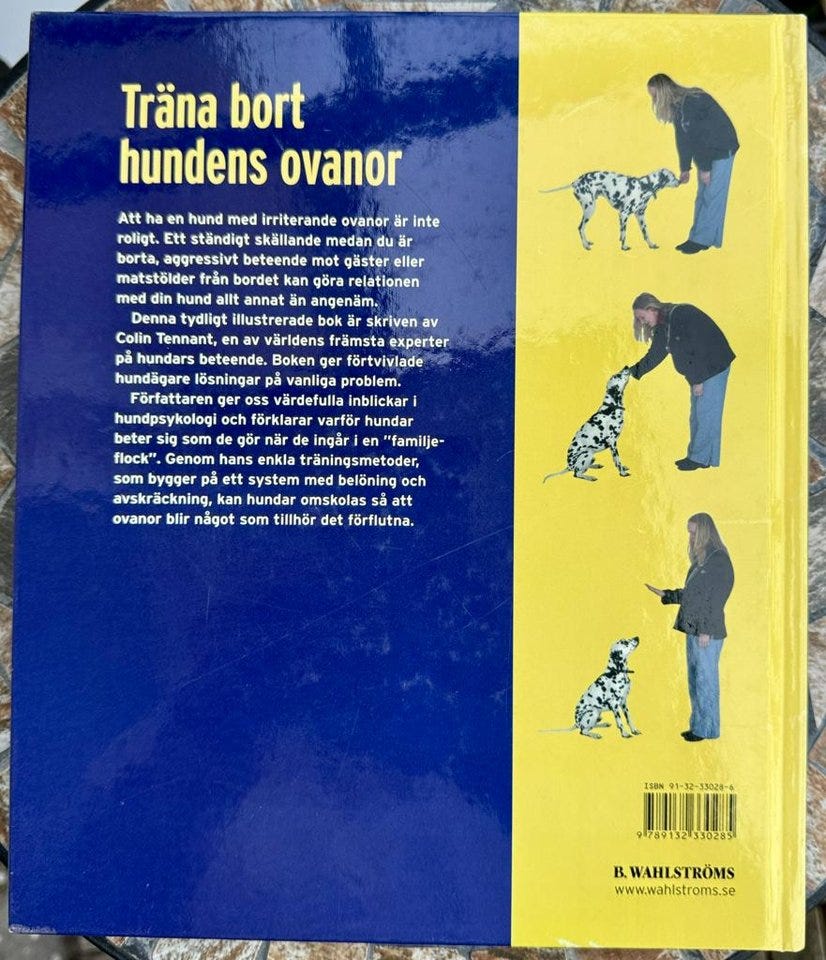 Träna bort
hundens ovanor
Att ha en hund med irriterande ovanor är inte
roligt. Ett ständigt skällande medan du är
borta, aggressivt beteende mot gäster eller
matstölder från bordet kan göra relationen
med din hund allt annat än angenäm.
Denna tydligt illustrerade bok är skriven av
Colin Tennant, en av världens främsta experter
på hundars beteende. Boken ger förtvivlade
hundägare lösningar på vanliga problem.
Författaren ger oss värdefulla inblickar i
hundpsykologi och förklarar varför hundar
beter sig som de gör när de ingår i en ”familje-
flock”. Genom hans enkla träningsmetoder,
som bygger på ett system med belöning och
avskräckning, kan hundar omskolas så att
ovanor blir något som tillhör det förflutna.
ISBN 91-32-33028-6
9 789132 330285
B. WAHLSTRÖMS
www.wahlstroms.se